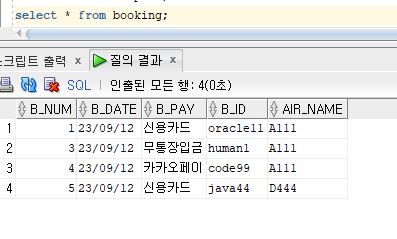 select * from booking;
스크립트 출력 × 질의 결과 ×
SQL | 인출된 모든 행: 4(0초)
B_NUM B_DATE B_PAY B_ID AIR_NAME
1 1 23/09/12 신용카드 oracle11 A111
2 3 23/09/12 무통장입금 human1 A111
3 4 23/09/12 카카오페이 code99 A111
4 5 23/09/12 신용카드 java44 D444